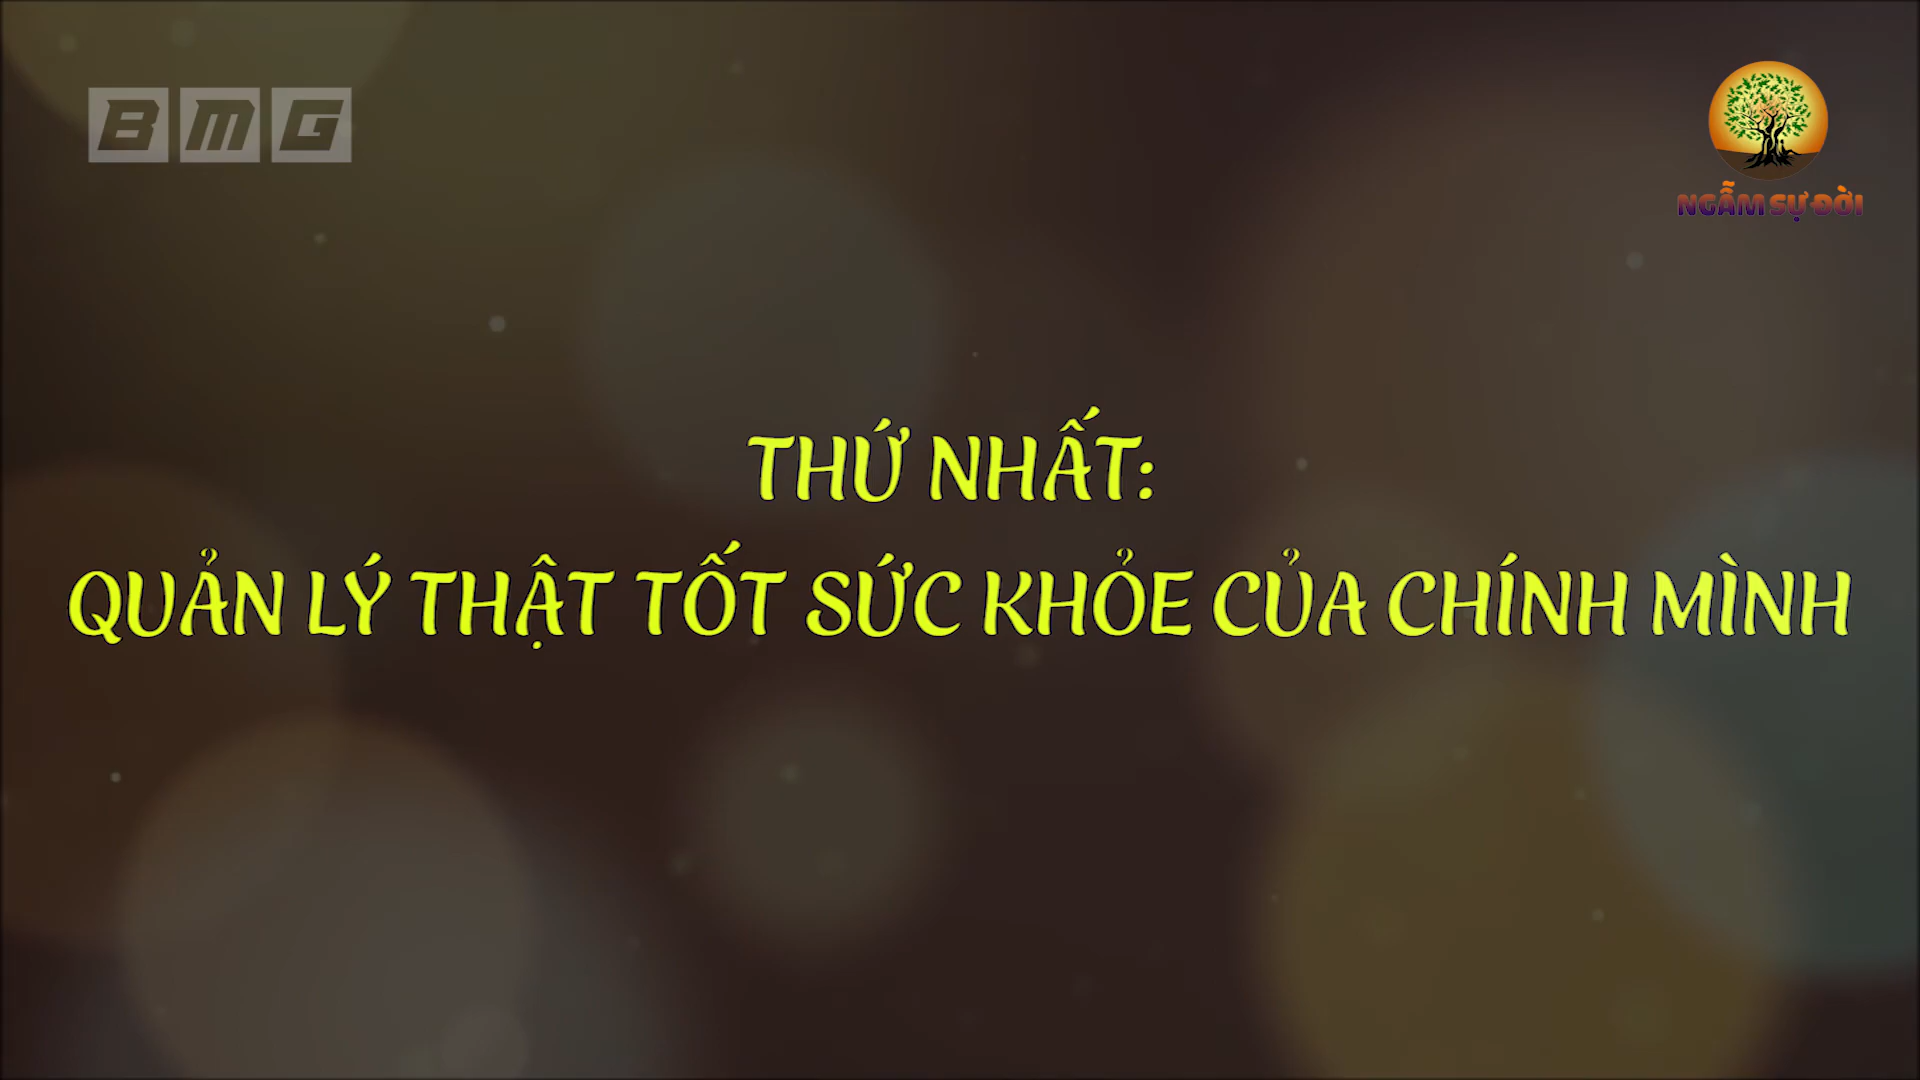 BMG
NGẪM SỰ ĐỜI
THỨ NHẤT:
QUẢN LÝ THẬT TỐT SỨC KHỎE CỦA CHÍNH MÌNH